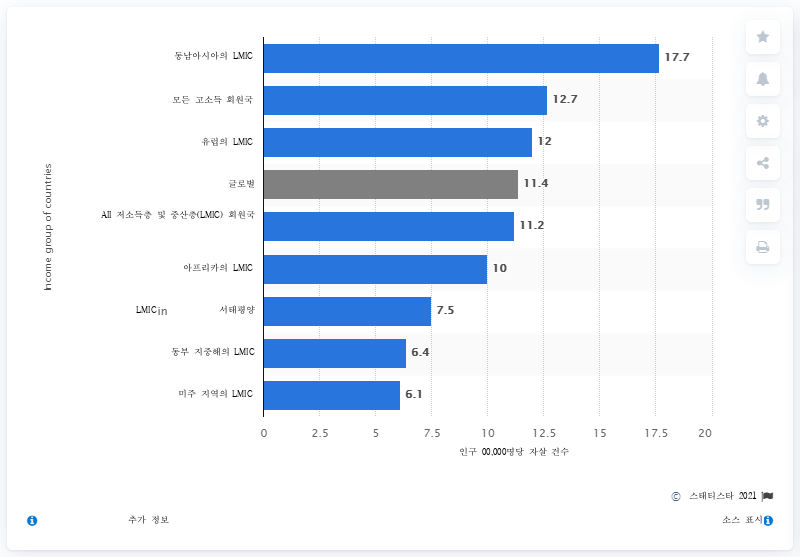 동남아시아의 LMIC
17.7
모든 고소득 회원국
12.7
유럽의 LMIC
12
글로벌
11.4
All 저소득층 및 중산층(LMIC) 회원국
11.2
아프리카의 LMIC
10
LMIC in 서태평양
7.5
동부 지중해의 LMIC
6.4
미주 지역의 LMIC
6.1
Income group of countries
0 2.5 5 7.5 10 12.5 15 17.5 20
인구 00,000명당 자살 건수
© 스태티스타 2021
추가 정보
소스 표시